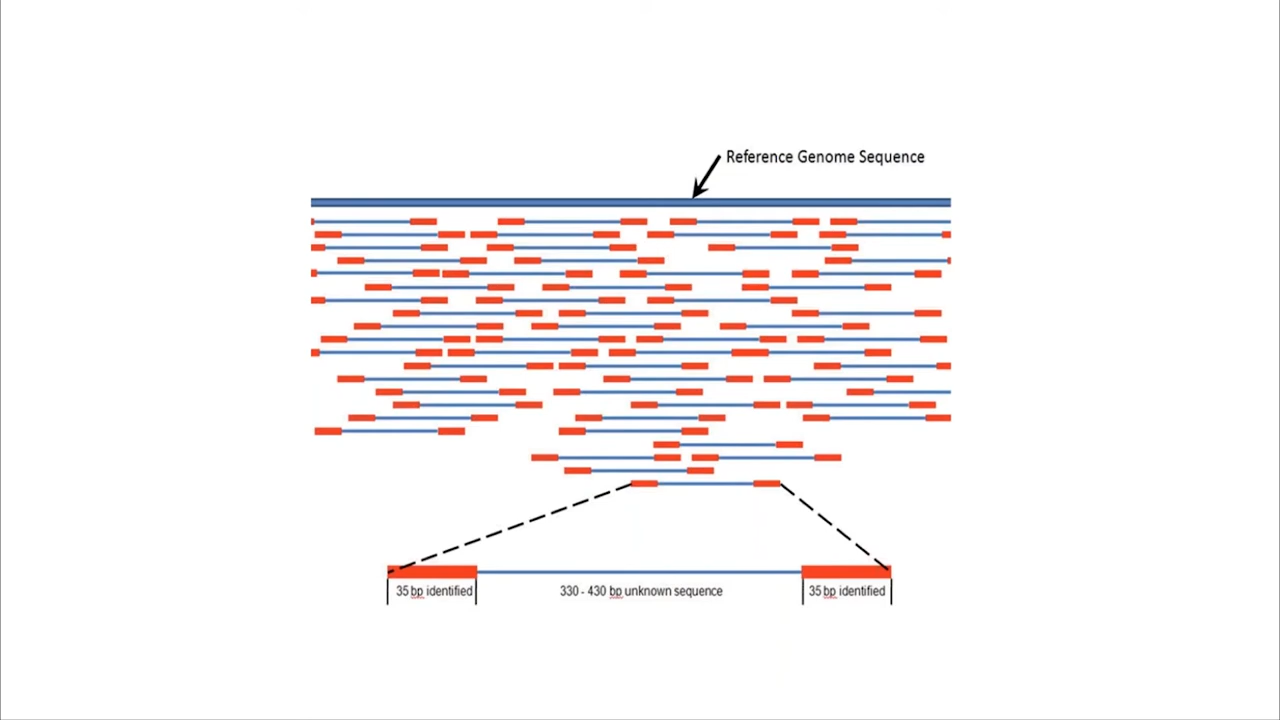 Reference Genome Sequence
35 bp identified
330 - 430 bp unknown sequence
35 bp identified